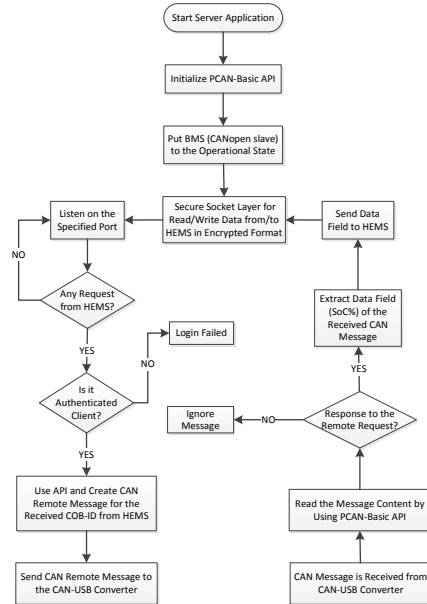 Start Server Application
Initialize PCAN-Basic API
Put BMS (CANopen slave)
to the Operational State
Listen on the
Specified Port
Secure Socket Layer for
Read/Write Data from/to
HEMS in Encrypted Format
Send Data
Field to HEMS
NO
Any Request
from HEMS?
Extract Data Field
(SoC%) of the
Received CAN
Message
Login Failed
YES
NO
YES
Is it
Authenticated
Client?
Ignore
Message
NO
Response to the
Remote Request?
YES
Use API and Create CAN
Remote Message for the
Received COB-ID from HEMS
Read the Message Content by
Using PCAN-Basic API
Send CAN Remote Message to
the CAN-USB Converter
CAN Message is Received from
CAN-USB Converter